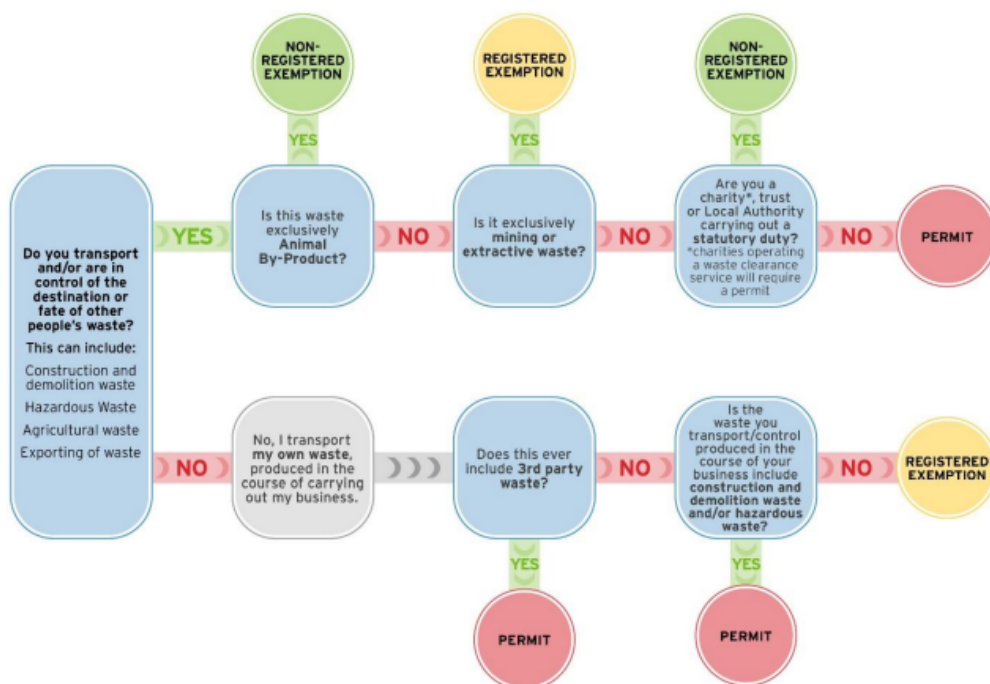 NON-
REGISTERED
EXEMPTION
REGISTERED
EXEMPTION
NON-
REGISTERED
EXEMPTION
YES
YES
YES
Do you transport
and/or are in
control of the
destination or
fate of other
people's waste?
This can include:
Construction and
demolition waste
Hazardous Waste
Agricultural waste
Exporting of waste
YES
Is this waste
exclusively
Animal
By-Product?
NO
Is it exclusively
mining or
extractive waste?
NO
Are you a
charity*, trust
or Local Authority
carrying out a
statutory duty?
*charities operating
a waste clearance
service will require
a permit
NO
PERMIT
NO
No, I transport
my own waste,
produced in the
course of carrying
out my business.
Does this ever
include 3rd party
waste?
NO
Is the
waste you
transport/control
produced in the
course of your
business include
construction and
demolition waste
and/or hazardous
waste?
NO
REGISTERED
EXEMPTION
YES
YES
PERMIT
PERMIT